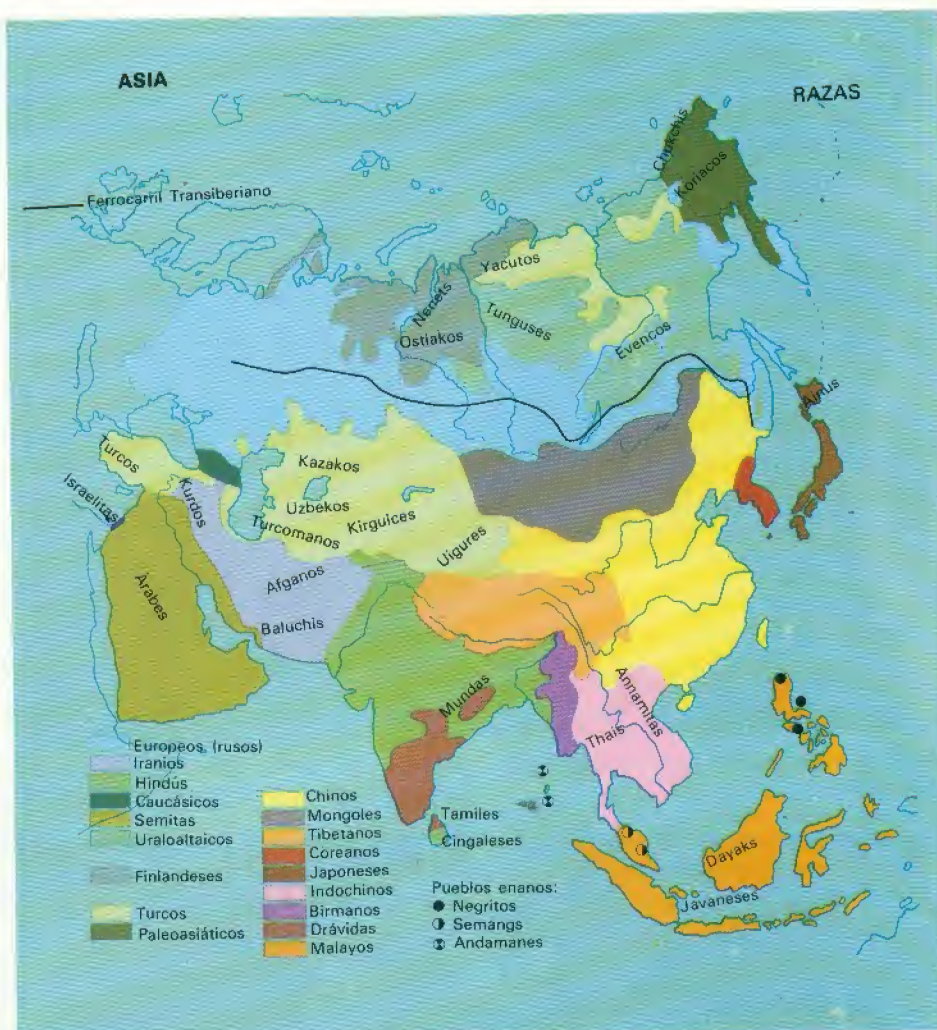 ASIA
RAZAS
Ferrocarril Transiberiano
Chukchis
Koriacos
Yacutos
Nenets
Ostiakos
Tunguses
Evencos
Ainus
Turcos
Israelitas
Kurdos
Kazakos
Uzbekos
Kirguices
Turcomanos
Uigures
Afganos
Baluchis
Arabes
Mundas
Annamitas
Thais
Tamiles
Cingaleses
Dayaks
Javaneses
Europeos, (rusos)
Iranios
Hindús
Caucásicos
Semitas
Uraloaltaicos
Finlandeses
Turcos
Paleoasiáticos
Chinos
Mongoles
Tibetanos
Coreanos
Japoneses
Indochinos
Birmanos
Drávidas
Malayos
Pueblos enanos:
Negritos
Semangs
Andamanes